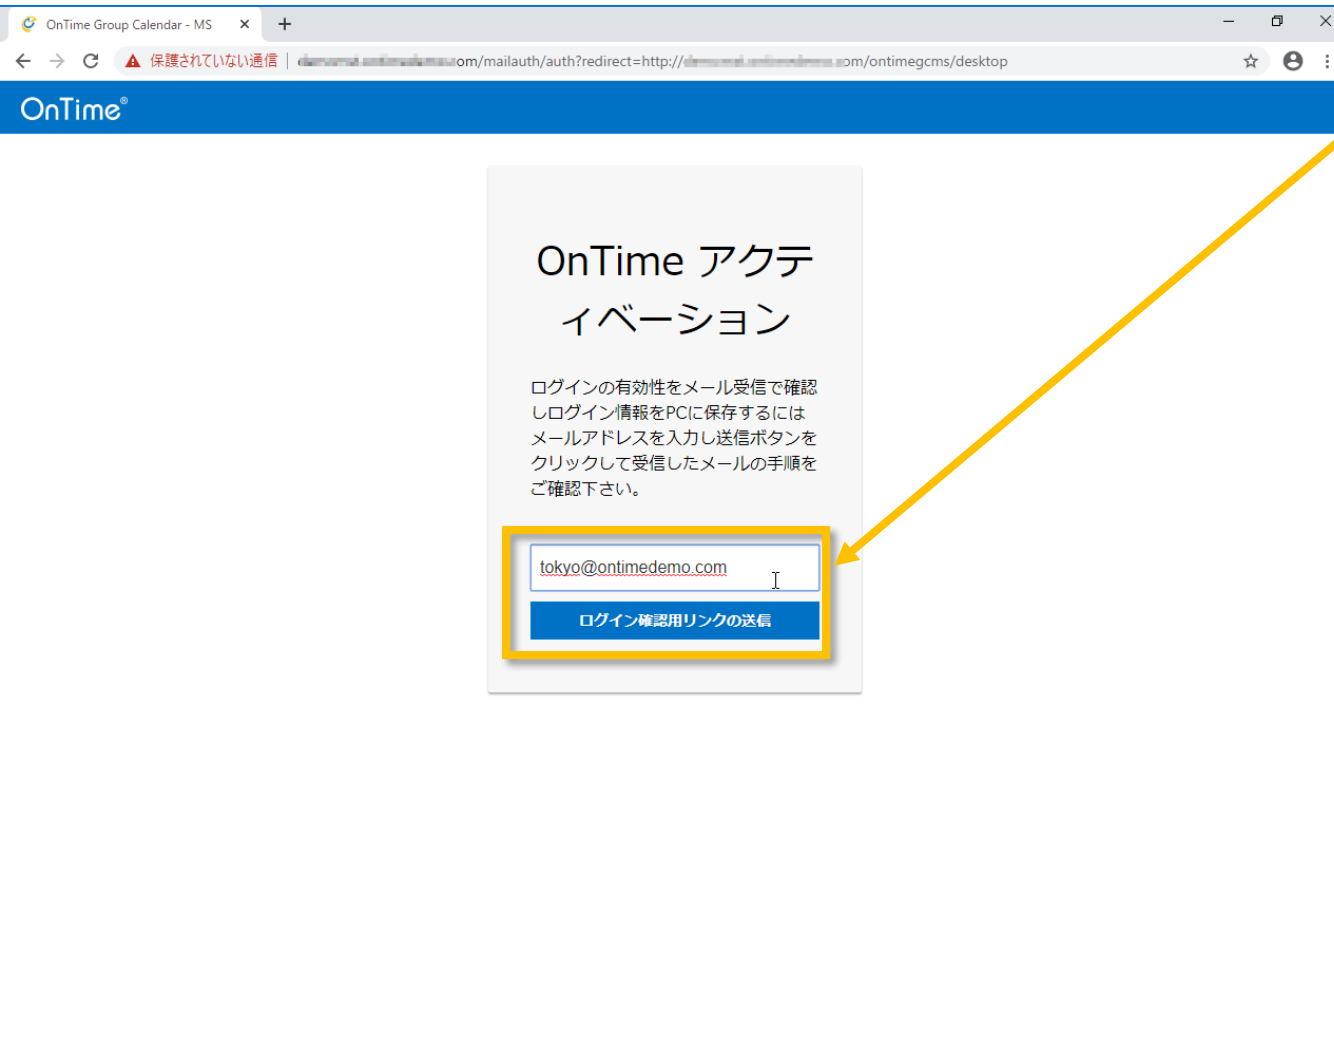 OnTime Group Calendar - MS
保護されていない通信 | om/mailauth/auth?redirect=http:// om/ontimegcms/desktop
OnTime®
OnTime アクテ
ィベーション
ログインの有効性をメール受信で確認
しログイン情報をPCに保存するには
メールアドレスを入力し送信ボタンを
クリックして受信したメールの手順を
ご確認下さい。
tokyo@ontimedemo.com
ログイン確認用リンクの送信